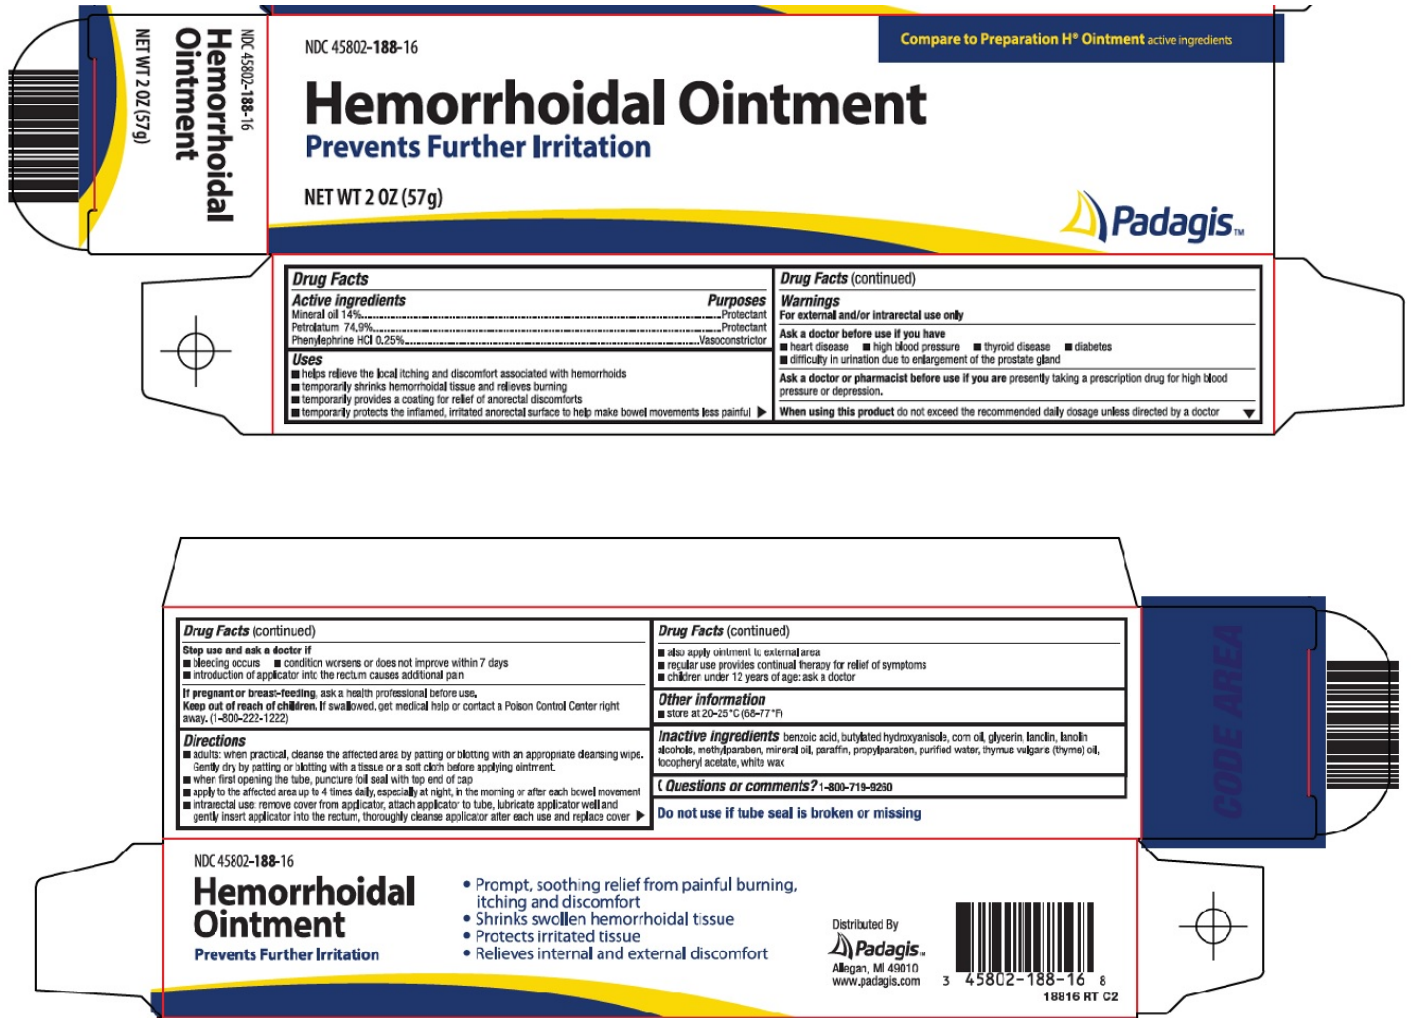 NDC 45802-188-16
Hemorrhoidal
Ointment
NET WT 2 OZ (57g)
NDC 45802-188-16
Compare to Preparation H® Ointment active ingredients
Hemorrhoidal Ointment
Prevents Further Irritation
NET WT 2 OZ (57g)
Padagis™
Drug Facts
Active ingredients Purposes
Mineral oil 14%..........Protectant
Petrolatum 74.9%..........Protectant
Phenylephrine HCl 0.25%..........Vasoconstrictor
Uses
■ helps relieve the local itching and discomfort associated with hemorrhoids
■ temporarily shrinks hemorrhoidal tissue and relieves burning
■ temporarily provides a coating for relief of anorectal discomforts
■ temporarily protects the inflamed, irritated anorectal surface to help make bowel movements less painful ▶
Drug Facts (continued)
Warnings
For external and/or intrarectal use only
Ask a doctor before use if you have
■ heart disease ■ high blood pressure ■ thyroid disease ■ diabetes
■ difficulty in urination due to enlargement of the prostate gland
Ask a doctor or pharmacist before use if you are presently taking a prescription drug for high blood
pressure or depression.
When using this product do not exceed the recommended daily dosage unless directed by a doctor ▼
Drug Facts (continued)
Stop use and ask a doctor if
■ bleeding occurs ■ condition worsens or does not improve within 7 days
■ introduction of applicator into the rectum causes additional pain
If pregnant or breast-feeding, ask a health professional before use.
Keep out of reach of children. If swallowed, get medical help or contact a Poison Control Center right
away. (1-800-222-1222)
Directions
■ adults: when practical, cleanse the affected area by patting or blotting with an appropriate cleansing wipe.
Gently dry by patting or blotting with a tissue or a soft cloth before applying ointment.
■ when first opening the tube, puncture foil seal with top end of cap
■ apply to the affected area up to 4 times daily, especially at night, in the morning or after each bowel movement
■ intrarectal use: remove cover from applicator, attach applicator to tube, lubricate applicator well and
gently insert applicator into the rectum, thoroughly cleanse applicator after each use and replace cover ▶
Drug Facts (continued)
■ also apply ointment to external area
■ regular use provides continual therapy for relief of symptoms
■ children under 12 years of age: ask a doctor
Other information
■ store at 20-25°C (68-77°F)
Inactive ingredients benzoic acid, butylated hydroxyanisole, corn oil, glycerin, lanolin, lanolin
alcohols, methylparaben, mineral oil, paraffin, propylparaben, purified water, thymus vulgaris (thyme) oil,
tocopheryl acetate, white wax
Questions or comments? 1-800-719-9260
Do not use if tube seal is broken or missing
CODE AREA
NDC 45802-188-16
Hemorrhoidal
Ointment
Prevents Further Irritation
• Prompt, soothing relief from painful burning,
itching and discomfort
• Shrinks swollen hemorrhoidal tissue
• Protects irritated tissue
• Relieves internal and external discomfort
Distributed By
Padagis™
Allegan, MI 49010
www.padagis.com
3 45802-188-16 8
18816 RT C2